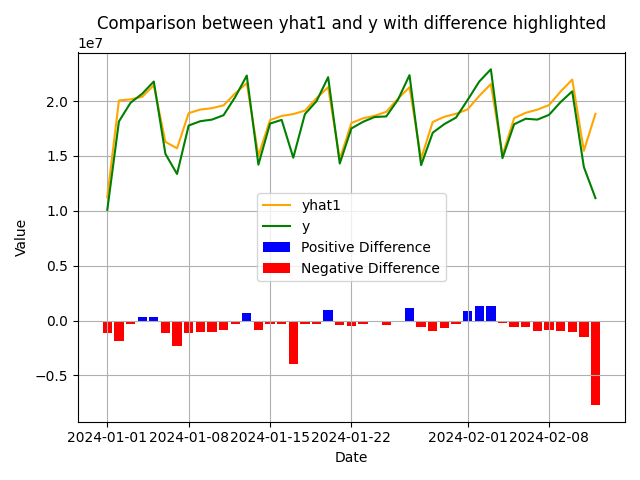 Comparison between yhat1 and y with difference highlighted
1e7
2.0
1.5
1.0
0.5
0.0
−0.5
Value
yhat1
y
Positive Difference
Negative Difference
2024-01-01 2024-01-08 2024-01-15 2024-01-22 2024-02-01 2024-02-08
Date